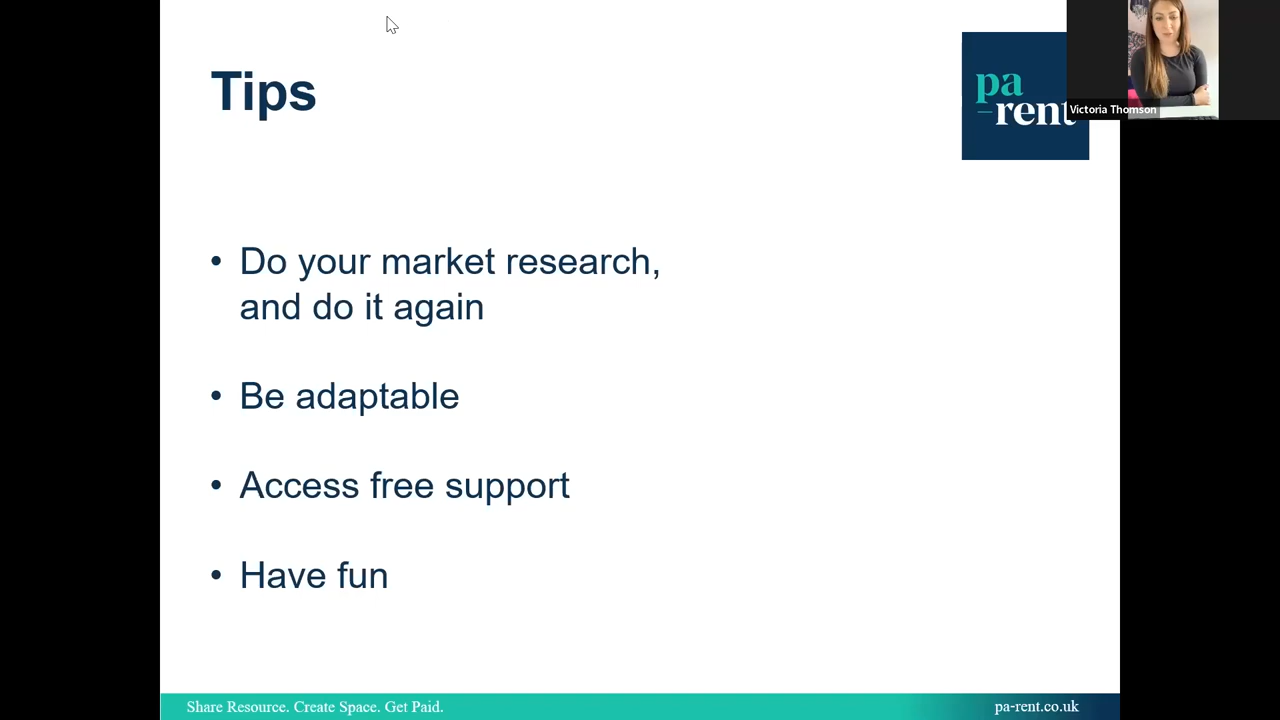 Tips
pa
–rent
Victoria Thomson
• Do your market research,
and do it again
• Be adaptable
• Access free support
• Have fun
Share Resource. Create Space. Get Paid.
pa-rent.co.uk